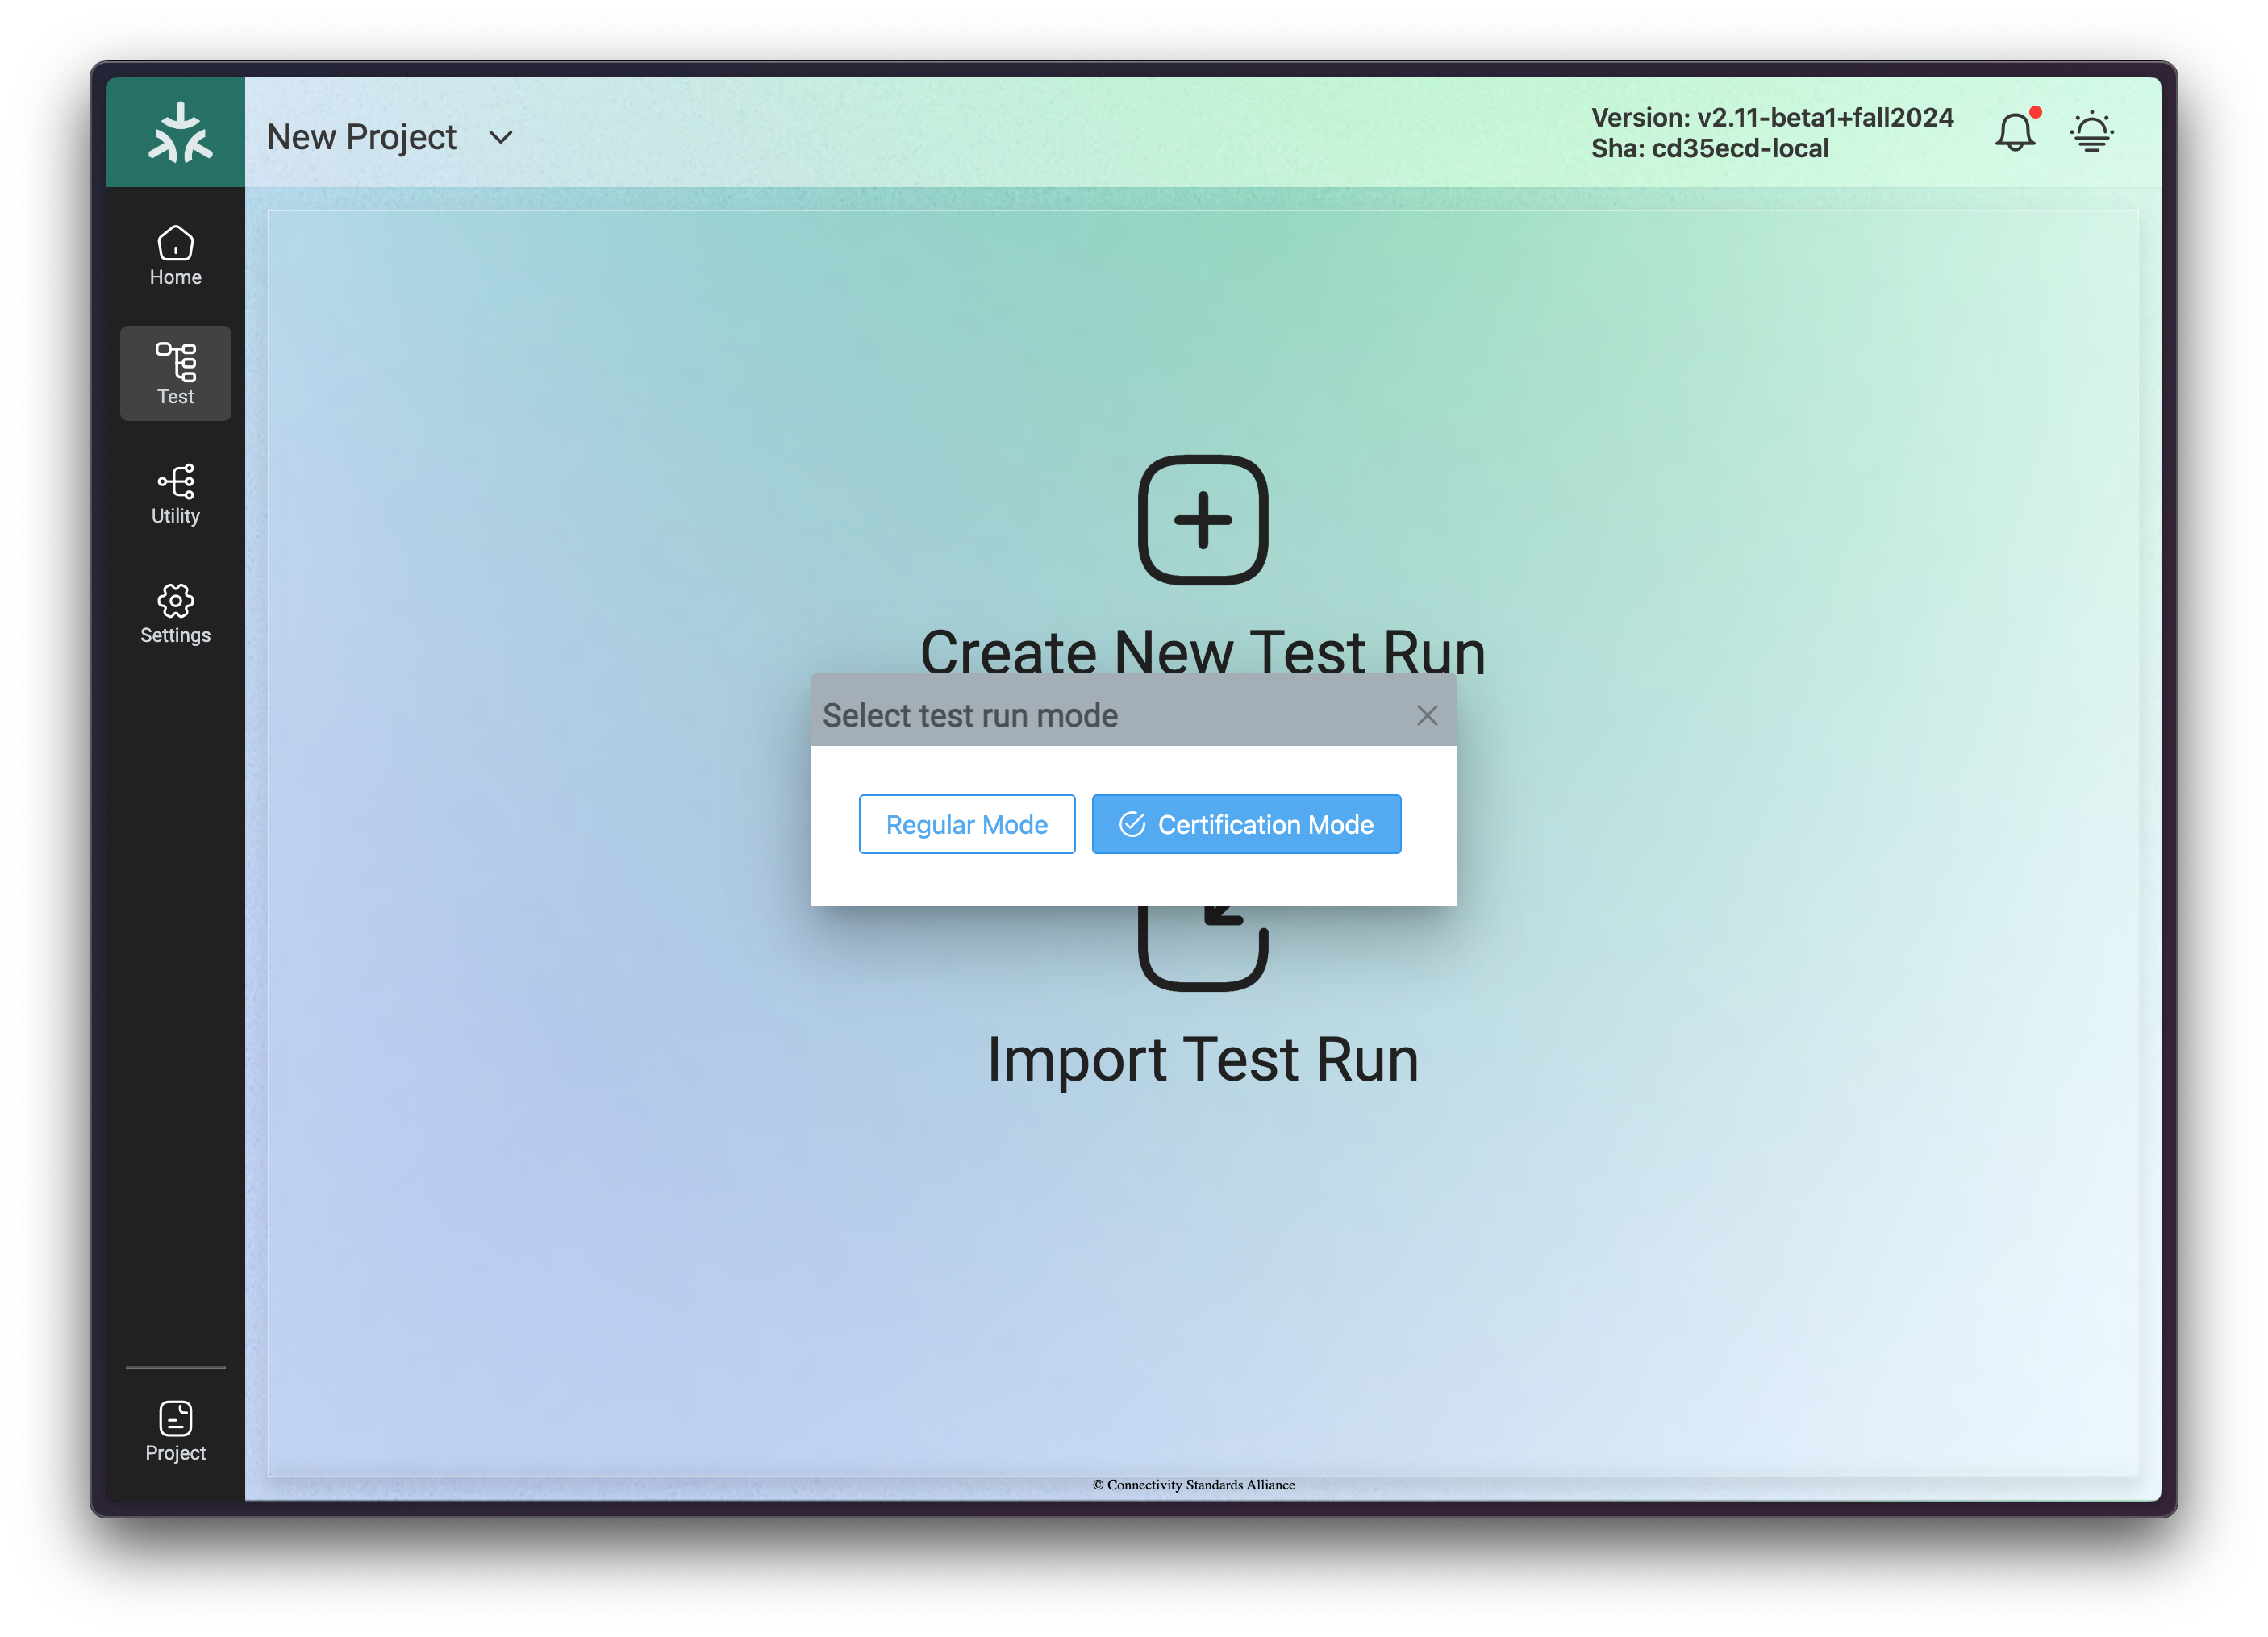 New Project
Version: v2.11-beta1+fall2024
Sha: cd35ecd-local
Home
Test
Utility
Settings
Project
Create New Test Run
Select test run mode
Regular Mode
Certification Mode
Import Test Run
© Connectivity Standards Alliance